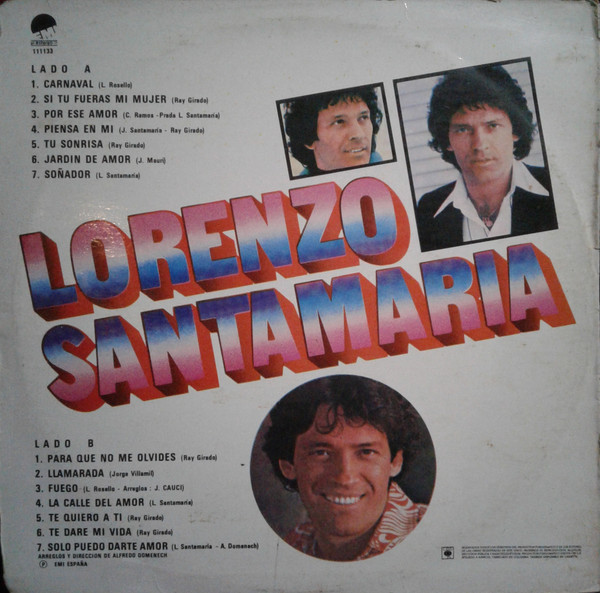 EMI
111133
LADO A
1. CARNAVAL (L. Rosello)
2. SI TU FUERAS MI MUJER (Ray Girado)
3. POR ESE AMOR (C. Ramos - Preda L. Santamaria)
4. PIENSA EN MI (J. Santamaria - Ray Girado)
5. TU SONRISA (Ray Girado)
6. JARDIN DE AMOR (J. Mauri)
7. SOÑADOR (L. Santamaria)
LORENZO
SANTAMARIA
LADO B
1. PARA QUE NO ME OLVIDES (Ray Girado)
2. LLAMARADA (Jorge Villamil)
3. FUEGO (L. Rosello - Arreglos : J. CAUCI)
4. LA CALLE DEL AMOR (L. Santamaria)
5. TE QUIERO A TI (Ray Girado)
6. TE DARE MI VIDA (Ray Girado)
7. SOLO PUEDO DARTE AMOR (L. Santamaria - A. Domenech)
ARREGLOS Y DIRECCION DE ALFREDO DOMENECH
Ⓟ EMI ESPAÑA